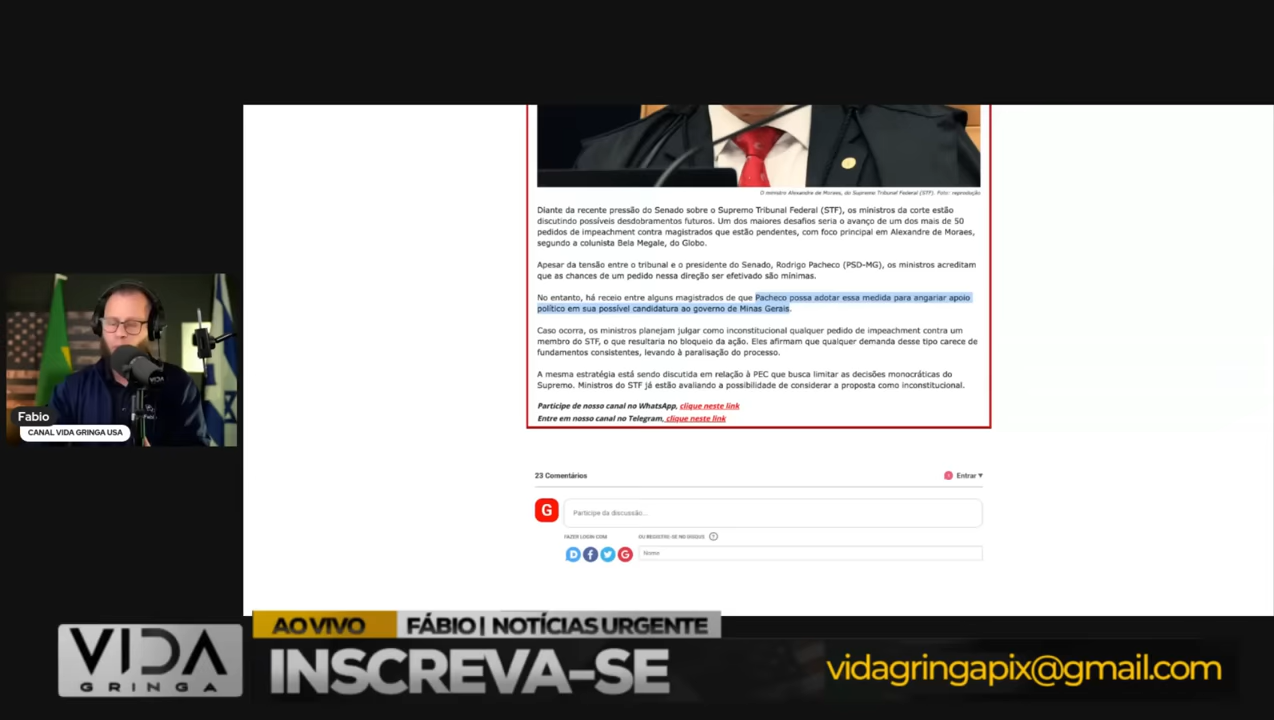 O ministro Alexandre de Moraes, do Supremo Tribunal Federal (STF). Foto: reprodução
Diante da recente pressão do Senado sobre o Supremo Tribunal Federal (STF), os ministros da corte estão
discutindo possíveis desdobramentos futuros. Um dos maiores desafios seria o avanço de um dos mais de 50
pedidos de impeachment contra magistrados que estão pendentes, com foco principal em Alexandre de Moraes,
segundo a colunista Bela Megale, do Globo.
Apesar da tensão entre o tribunal e o presidente do Senado, Rodrigo Pacheco (PSD-MG), os ministros acreditam
que as chances de um pedido nessa direção ser efetivado são mínimas.
No entanto, há receio entre alguns magistrados de que Pacheco possa adotar essa medida para angariar apoio
político em sua possível candidatura ao governo de Minas Gerais.
Caso ocorra, os ministros planejam julgar como inconstitucional qualquer pedido de impeachment contra um
membro do STF, o que resultaria no bloqueio da ação. Eles afirmam que qualquer demanda desse tipo carece de
fundamentos consistentes, levando à paralisação do processo.
A mesma estratégia está sendo discutida em relação à PEC que busca limitar as decisões monocráticas do
Supremo. Ministros do STF já estão avaliando a possibilidade de considerar a proposta como inconstitucional.
Participe de nosso canal no WhatsApp, clique neste link
Entre em nosso canal no Telegram, clique neste link
23 Comentários
Entrar
G
Participe da discussão...
FAZER LOGIN COM
OU REGISTRE-SE NO DISQUS ?
D f G
Nome
Fabio
CANAL VIDA GRINGA USA
AO VIVO FÁBIO | NOTÍCIAS URGENTE
VIDA
GRINGA
INSCREVA-SE
vidagringapix@gmail.com